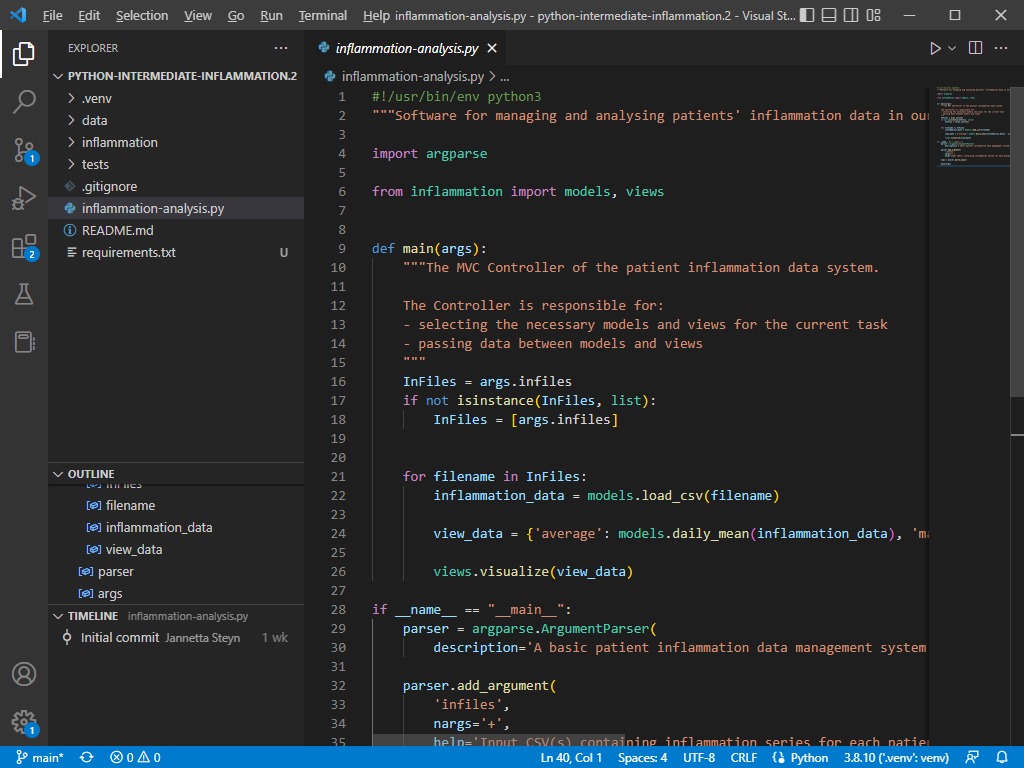 File Edit Selection View Go Run Terminal Help inflammation-analysis.py - python-intermediate-inflammation.2 - Visual St...
EXPLORER
PYTHON-INTERMEDIATE-INFLAMMATION.2
.venv
data
inflammation
tests
.gitignore
inflammation-analysis.py
README.md
requirements.txt U
1
2
OUTLINE
infiles
filename
inflammation_data
view_data
parser
args
TIMELINE inflammation-analysis.py
Initial commit Jannetta Steyn 1 wk
1
inflammation-analysis.py
inflammation-analysis.py > ...
1 #!/usr/bin/env python3
2 """Software for managing and analysing patients' inflammation data in our
3
4 import argparse
5
6 from inflammation import models, views
7
8
9 def main(args):
10 """The MVC Controller of the patient inflammation data system.
11
12 The Controller is responsible for:
13 - selecting the necessary models and views for the current task
14 - passing data between models and views
15 """
16 InFiles = args.infiles
17 if not isinstance(InFiles, list):
18 InFiles = [args.infiles]
19
20
21 for filename in InFiles:
22 inflammation_data = models.load_csv(filename)
23
24 view_data = {'average': models.daily_mean(inflammation_data), 'ma
25
26 views.visualize(view_data)
27
28 if __name__ == "__main__":
29 parser = argparse.ArgumentParser(
30 description='A basic patient inflammation data management system
31
32 parser.add_argument(
33 'infiles',
34 nargs='+',
35 help='Input CSV(s) containing inflammation series for each patie
main* 0 0 Ln 40, Col 1 Spaces: 4 UTF-8 CRLF Python 3.8.10 ('.venv': venv)